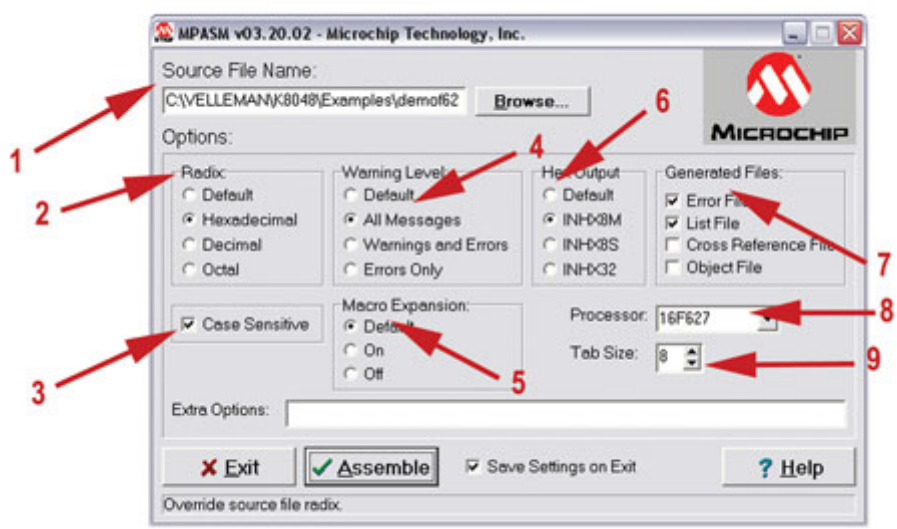 MPASM v03.20.02 - Microchip Technology, Inc.
Source File Name:
C:\VELLEMAN\K8048\Examples\demof62
Browse...
MICROCHIP
1
Options:
2
3
4
5
6
7
8
9
Radix:
Default
Hexadecimal
Decimal
Octal
Warning Level:
Default
All Messages
Warnings and Errors
Errors Only
Hex Output
Default
INHX8M
INHX8S
INHX32
Generated Files:
Error File
List File
Cross Reference File
Object File
Case Sensitive
Macro Expansion:
Default
On
Off
Processor: 16F627
Tab Size: 8
Extra Options:
Exit
Assemble
Save Settings on Exit
? Help
Override source file radix.